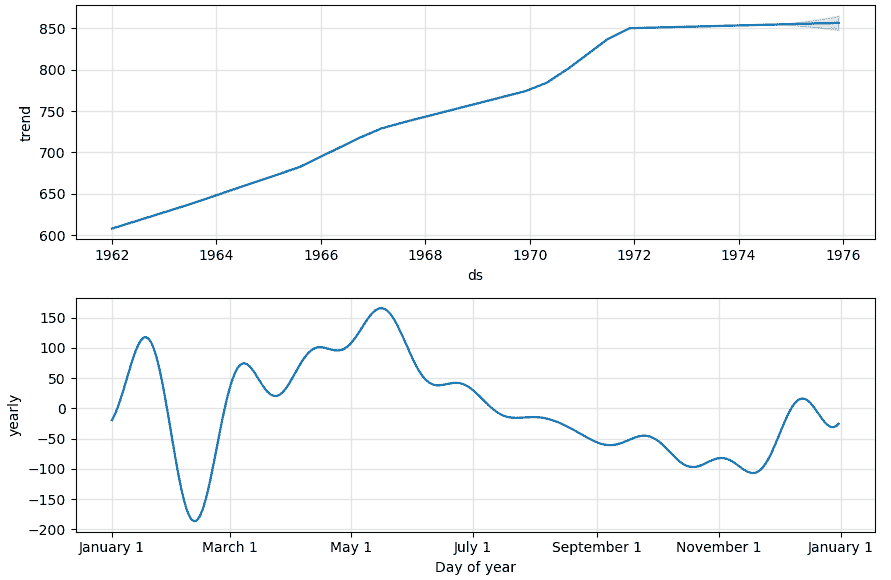 850
800
750
700
650
600
trend
1962 1964 1966 1968 1970 1972 1974 1976
ds
150
100
50
0
−50
−100
−150
−200
yearly
January 1 March 1 May 1 July 1 September 1 November 1 January 1
Day of year